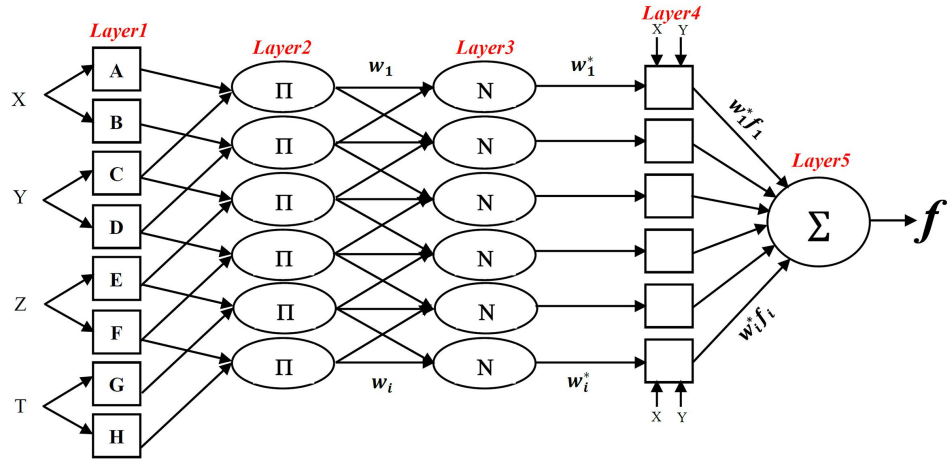 Layer1
Layer2
Layer3
Layer4
Layer5
X
Y
Z
T
A
B
C
D
E
F
G
H
Π
Π
Π
Π
Π
Π
w₁
wᵢ
N
N
N
N
N
N
w₁*
wᵢ*
X Y
X Y
w₁*f₁
wᵢ*fᵢ
Σ
f